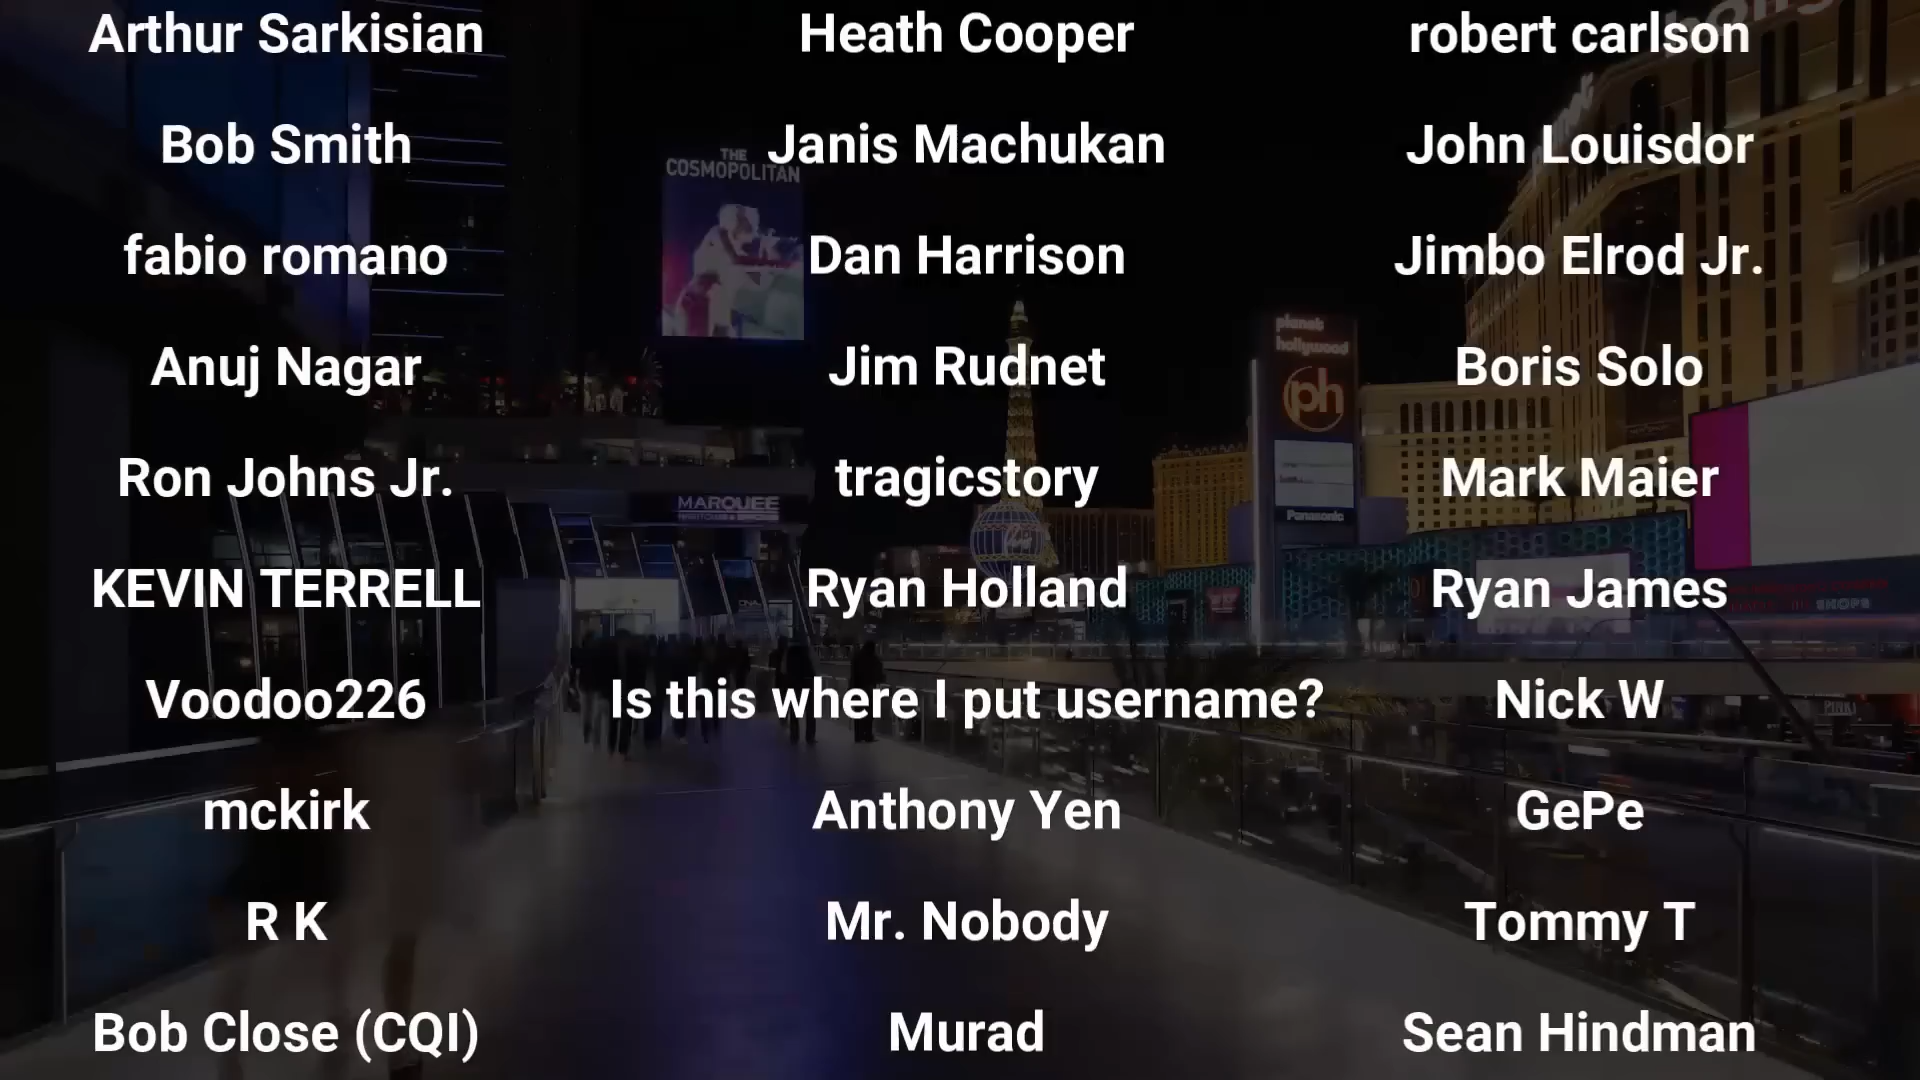 Arthur Sarkisian
Heath Cooper
robert carlson
Bob Smith
Janis Machukan
John Louisdor
THE
COSMOPOLITAN
fabio romano
Dan Harrison
Jimbo Elrod Jr.
planet
hollywood
ph
Anuj Nagar
Jim Rudnet
Boris Solo
Ron Johns Jr.
tragicstory
Mark Maier
MARQUEE
Panasonic
KEVIN TERRELL
Ryan Holland
Ryan James
SHOPS
Voodoo226
Is this where I put username?
Nick W
PINK
mckirk
Anthony Yen
GePe
R K
Mr. Nobody
Tommy T
Bob Close (CQI)
Murad
Sean Hindman